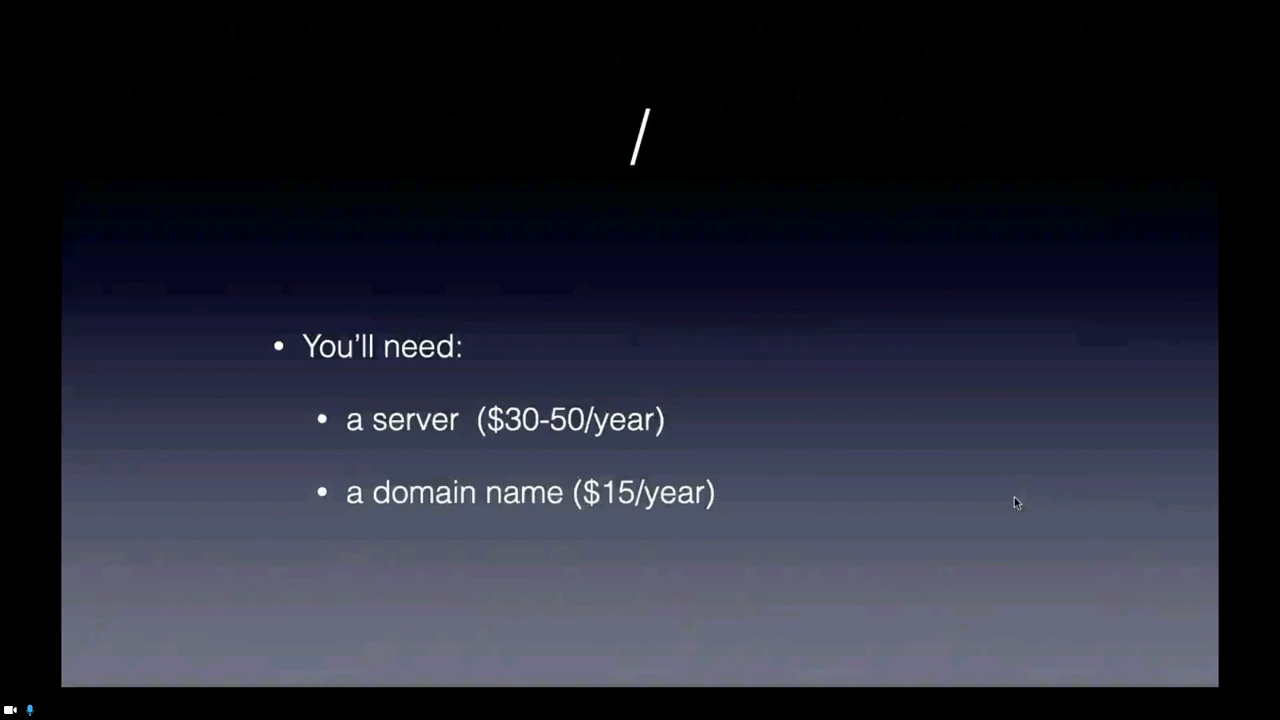 /
• You'll need:
• a server ($30-50/year)
• a domain name ($15/year)